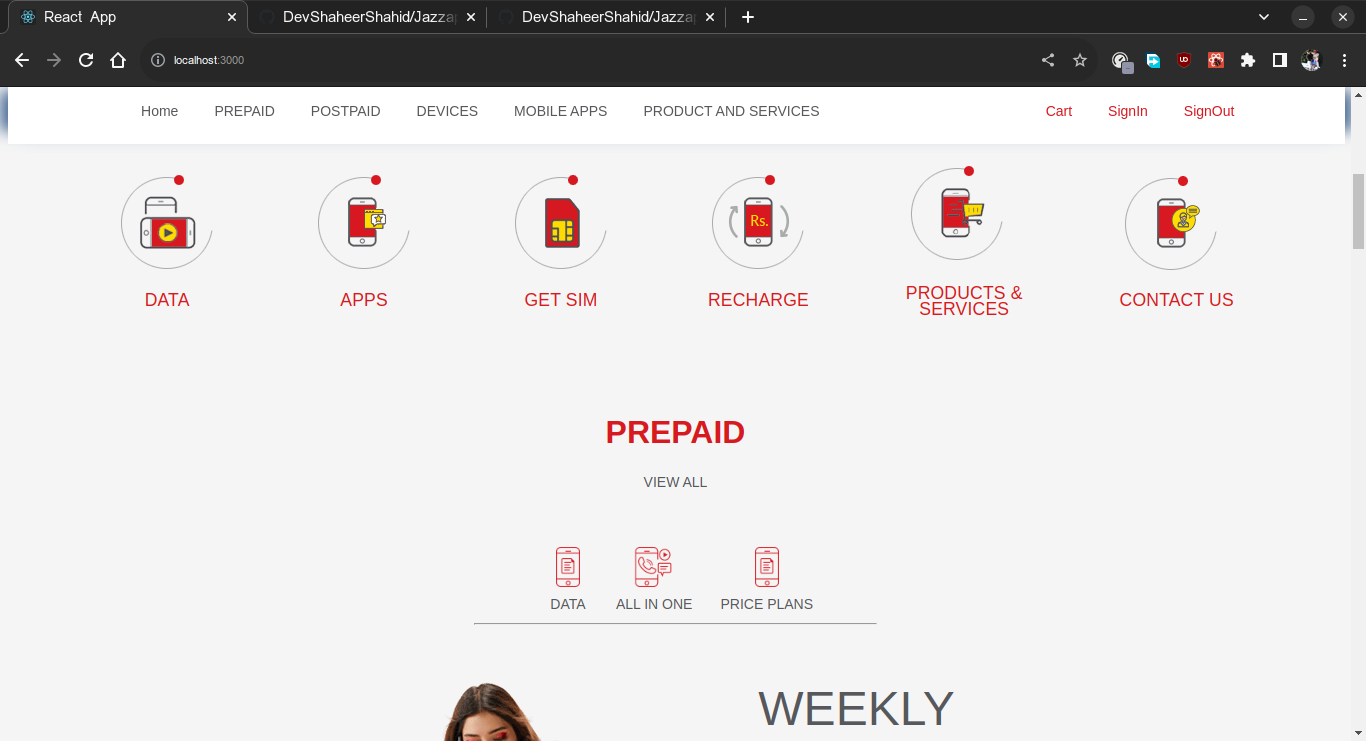 React App
DevShaheerShahid/Jazza
DevShaheerShahid/Jazza
localhost:3000
Home PREPAID POSTPAID DEVICES MOBILE APPS PRODUCT AND SERVICES Cart SignIn SignOut
Rs.
DATA APPS GET SIM RECHARGE PRODUCTS & CONTACT US
SERVICES
PREPAID
VIEW ALL
DATA ALL IN ONE PRICE PLANS
WEEKLY